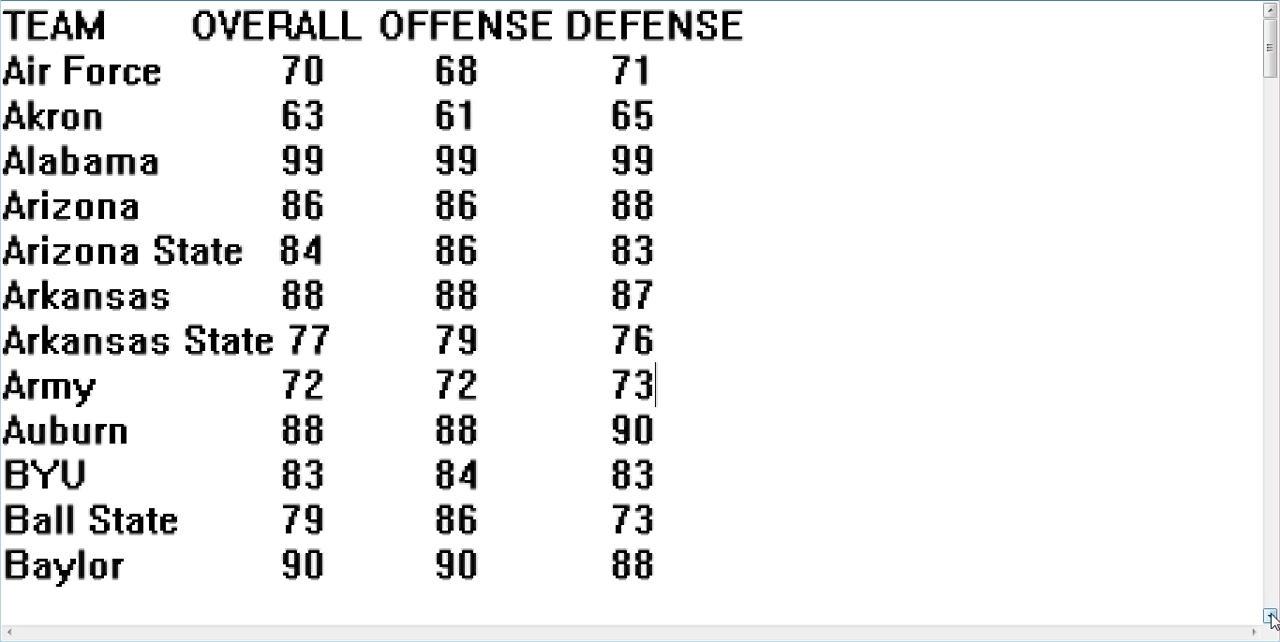 TEAM OVERALL OFFENSE DEFENSE
Air Force 70 68 71
Akron 63 61 65
Alabama 99 99 99
Arizona 86 86 88
Arizona State 84 86 83
Arkansas 88 88 87
Arkansas State 77 79 76
Army 72 72 73
Auburn 88 88 90
BYU 83 84 83
Ball State 79 86 73
Baylor 90 90 88